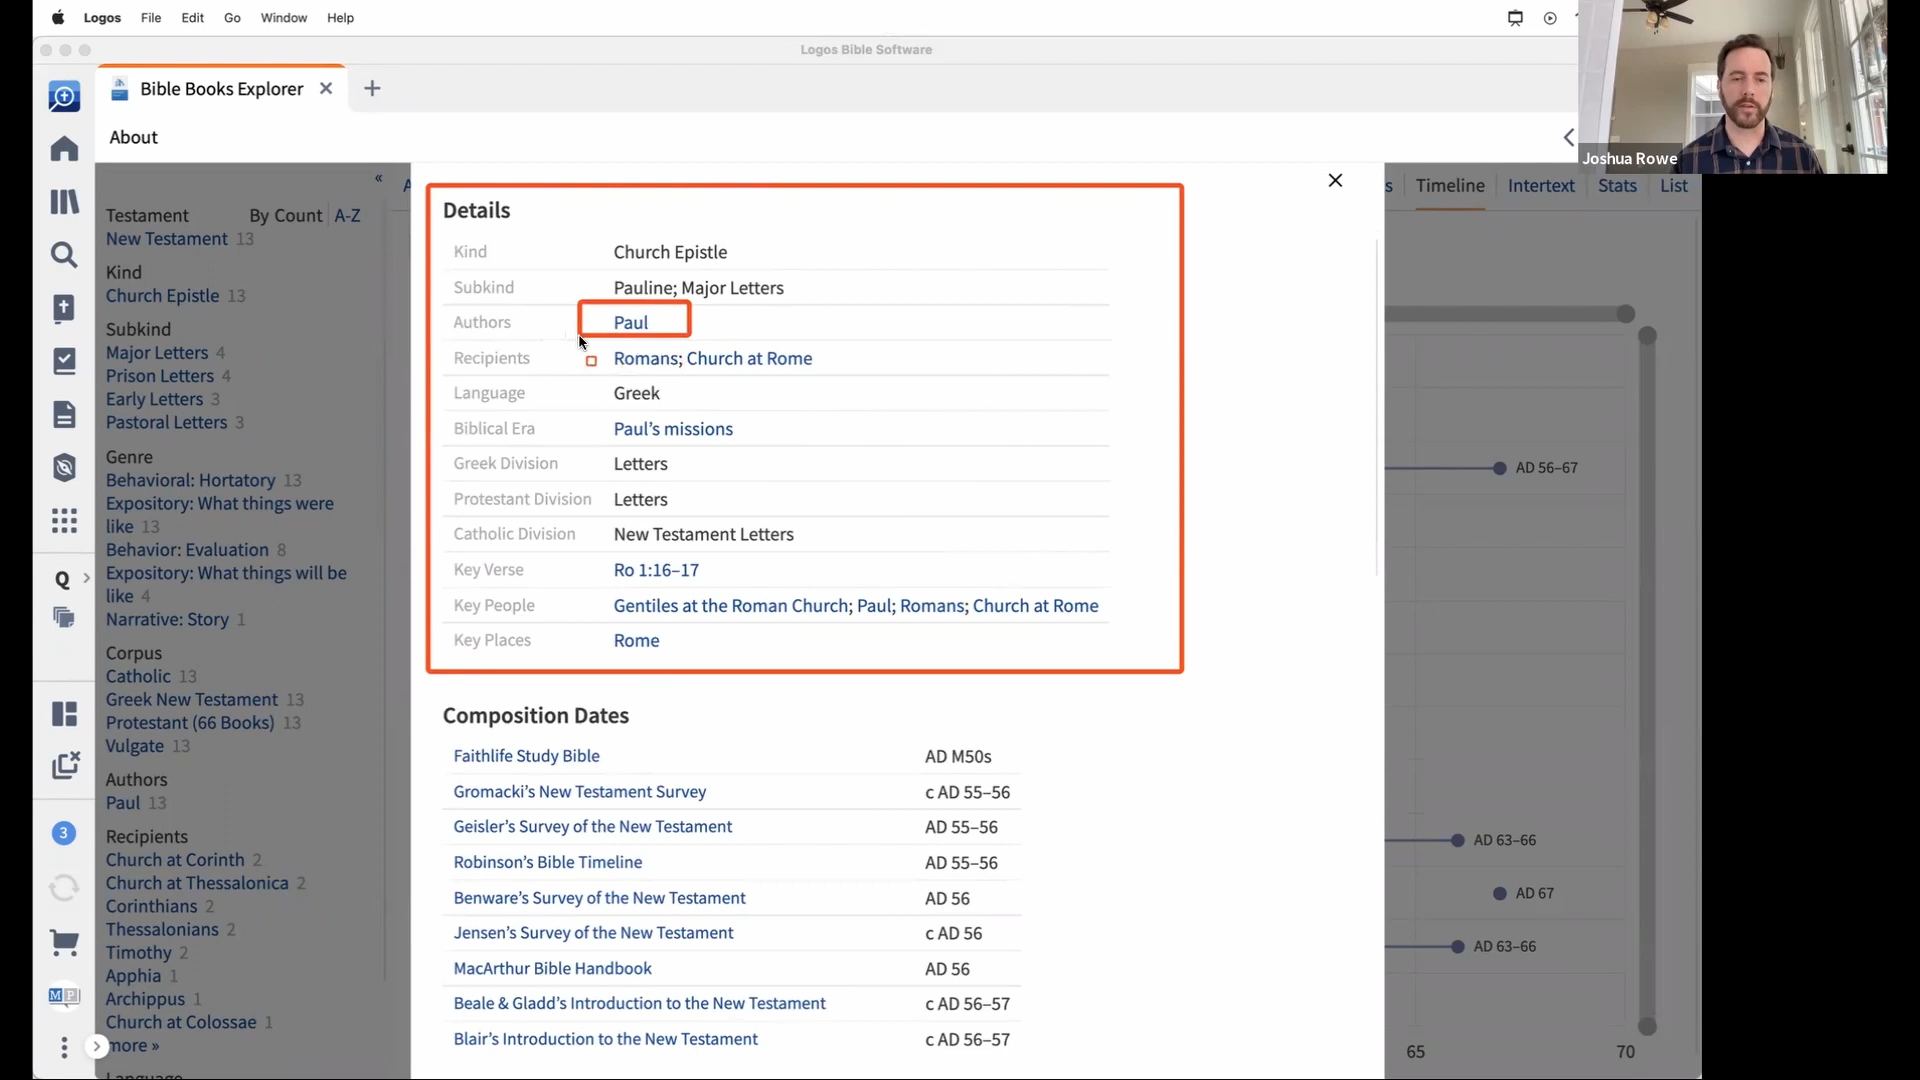 Logos File Edit Go Window Help
Logos Bible Software
Bible Books Explorer
About
Joshua Rowe
Timeline Intertext Stats List
Testament By Count A-Z
New Testament 13
Kind
Church Epistle 13
Subkind
Major Letters 4
Prison Letters 4
Early Letters 3
Pastoral Letters 3
Genre
Behavioral: Hortatory 13
Expository: What things were
like 13
Behavior: Evaluation 8
Expository: What things will be
like 4
Narrative: Story 1
Corpus
Catholic 13
Greek New Testament 13
Protestant (66 Books) 13
Vulgate 13
Authors
Paul 13
Recipients
Church at Corinth 2
Church at Thessalonica 2
Corinthians 2
Thessalonians 2
Timothy 2
Apphia 1
Archippus 1
Church at Colossae 1
more »
Language
Q
3
Details
Kind Church Epistle
Subkind Pauline; Major Letters
Authors Paul
Recipients Romans; Church at Rome
Language Greek
Biblical Era Paul’s missions
Greek Division Letters
Protestant Division Letters
Catholic Division New Testament Letters
Key Verse Ro 1:16–17
Key People Gentiles at the Roman Church; Paul; Romans; Church at Rome
Key Places Rome
Composition Dates
Faithlife Study Bible AD M50s
Gromacki’s New Testament Survey c AD 55–56
Geisler’s Survey of the New Testament AD 55–56
Robinson’s Bible Timeline AD 55–56
Benware’s Survey of the New Testament AD 56
Jensen’s Survey of the New Testament c AD 56
MacArthur Bible Handbook AD 56
Beale & Gladd’s Introduction to the New Testament c AD 56–57
Blair’s Introduction to the New Testament c AD 56–57
AD 56–67
AD 63–66
AD 67
AD 63–66
65 70